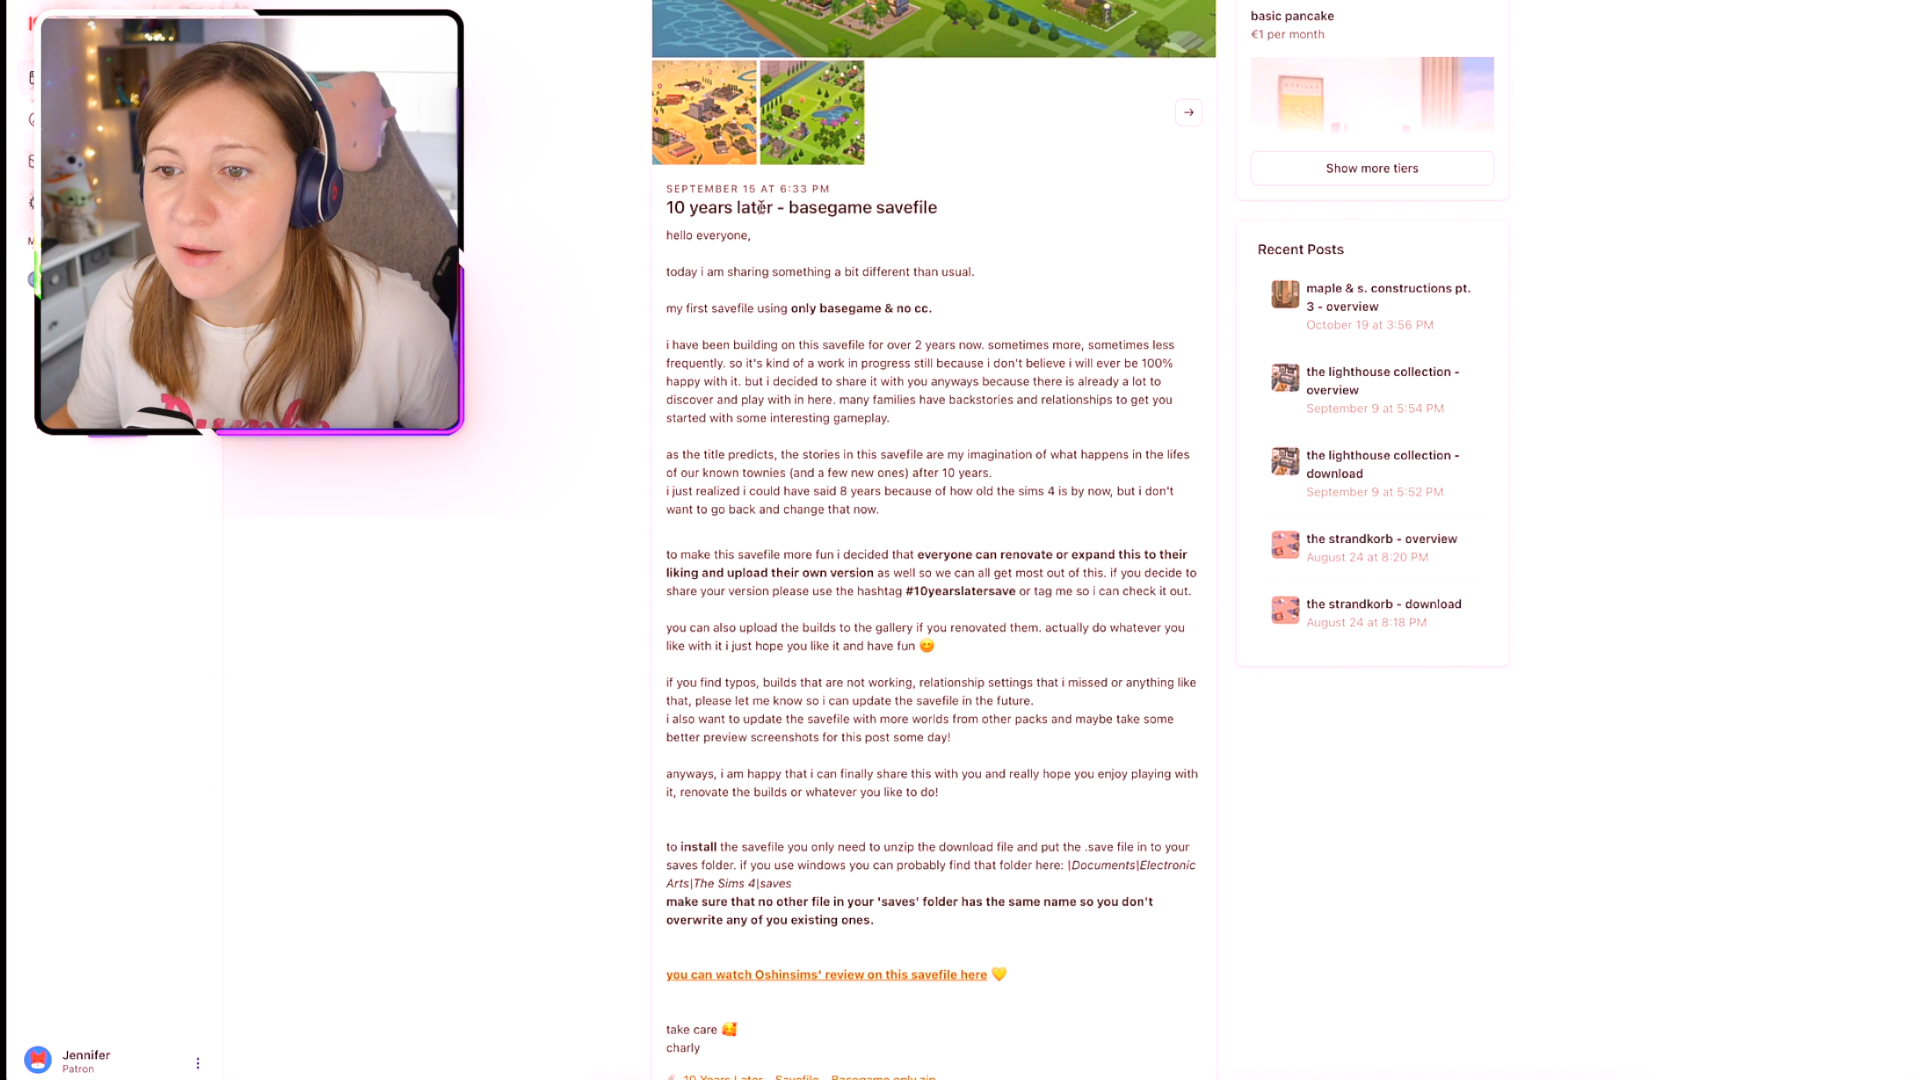 SEPTEMBER 15 AT 6:33 PM
10 years later - basegame savefile
hello everyone,
today i am sharing something a bit different than usual.
my first savefile using only basegame & no cc.
i have been building on this savefile for over 2 years now. sometimes more, sometimes less
frequently. so it's kind of a work in progress still because i don't believe i will ever be 100%
happy with it. but i decided to share it with you anyways because there is already a lot to
discover and play with in here. many families have backstories and relationships to get you
started with some interesting gameplay.
as the title predicts, the stories in this savefile are my imagination of what happens in the lifes
of our known townies (and a few new ones) after 10 years.
i just realized i could have said 8 years because of how old the sims 4 is by now, but i don't
want to go back and change that now.
to make this savefile more fun i decided that everyone can renovate or expand this to their
liking and upload their own version as well so we can all get most out of this. if you decide to
share your version please use the hashtag #10yearslatersave or tag me so i can check it out.
you can also upload the builds to the gallery if you renovated them. actually do whatever you
like with it i just hope you like it and have fun 😊
if you find typos, builds that are not working, relationship settings that i missed or anything like
that, please let me know so i can update the savefile in the future.
i also want to update the savefile with more worlds from other packs and maybe take some
better preview screenshots for this post some day!
anyways, i am happy that i can finally share this with you and really hope you enjoy playing with
it, renovate the builds or whatever you like to do!
to install the savefile you only need to unzip the download file and put the .save file in to your
saves folder. if you use windows you can probably find that folder here: |Documents|Electronic
Arts|The Sims 4|saves
make sure that no other file in your 'saves' folder has the same name so you don't
overwrite any of you existing ones.
you can watch Oshinsims' review on this savefile here 💛
take care 🥰
charly
10 Years Later - Savefile - Basegame only.zip
basic pancake
€1 per month
Show more tiers
Recent Posts
maple & s. constructions pt.
3 - overview
October 19 at 3:56 PM
the lighthouse collection -
overview
September 9 at 5:54 PM
the lighthouse collection -
download
September 9 at 5:52 PM
the strandkorb - overview
August 24 at 8:20 PM
the strandkorb - download
August 24 at 8:18 PM
Jennifer
Patron